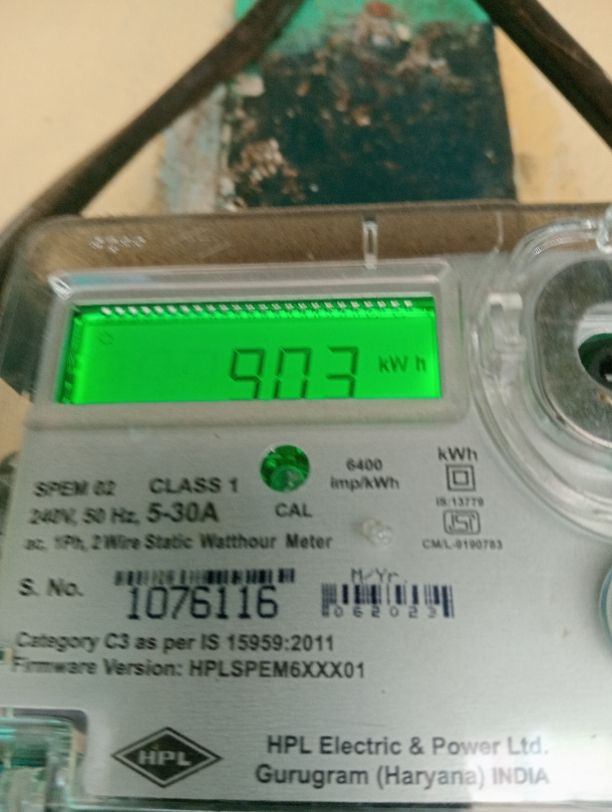 903 kWh
SPEM 02 CLASS 1
240V, 50 Hz, 5-30A
CAL
6400
imp/kWh
kWh
IS:13779
CM/L-9190783
ac, 1Ph, 2 Wire Static Watthour Meter
S. No. 1076116
M/Yr.
062023
Category C3 as per IS 15959:2011
Firmware Version: HPLSPEM6XXX01
HPL
HPL Electric & Power Ltd.
Gurugram (Haryana) INDIA